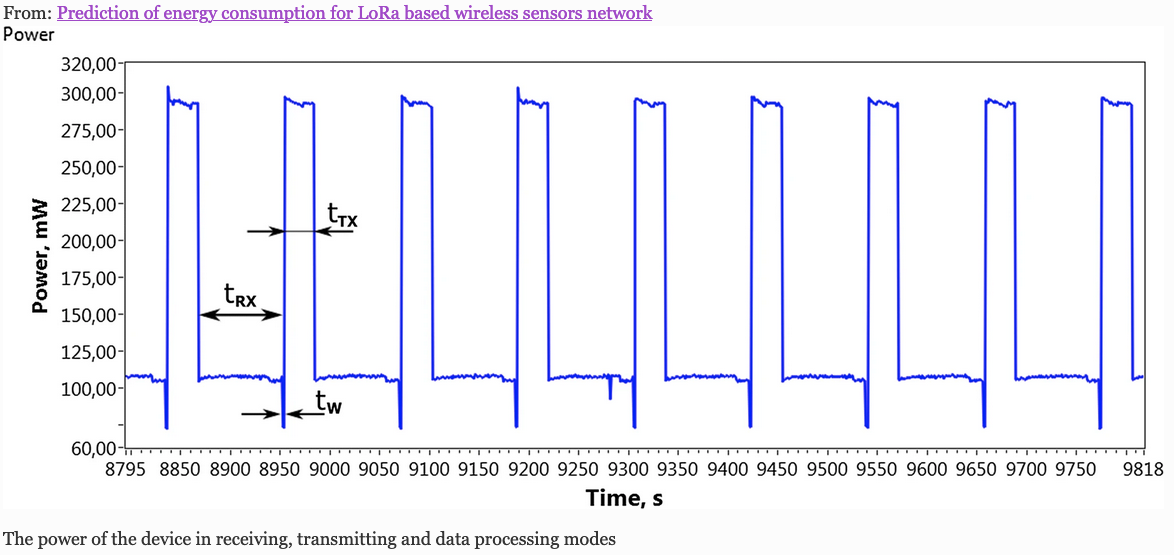 From: Prediction of energy consumption for LoRa based wireless sensors network
Power
320,00
300,00
275,00
250,00
225,00
200,00
175,00
150,00
125,00
100,00
60,00
Power, mW
tTX
tRX
tW
8795 8850 8900 8950 9000 9050 9100 9150 9200 9250 9300 9350 9400 9450 9500 9550 9600 9650 9700 9750 9818
Time, s
The power of the device in receiving, transmitting and data processing modes